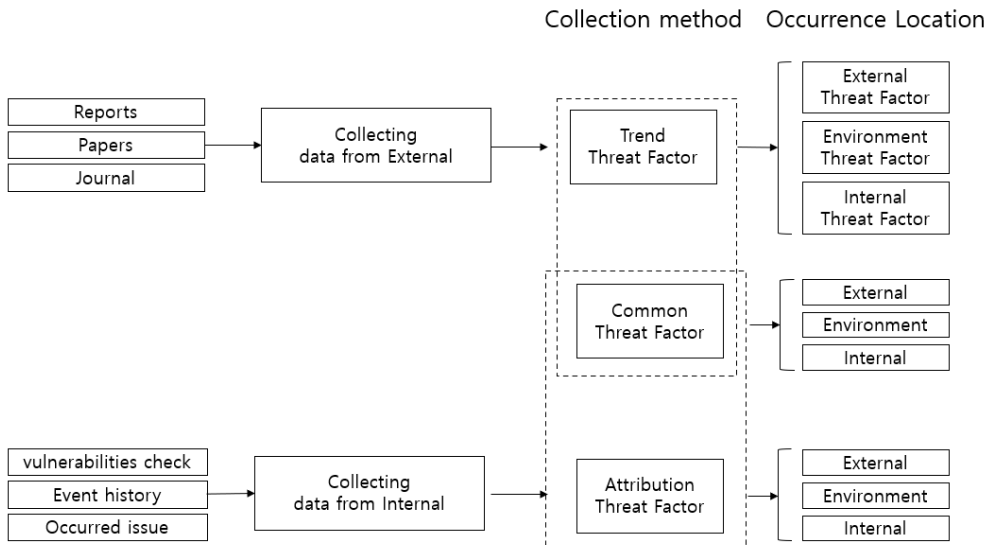 Collection method
Occurrence Location
Reports
Papers
Journal
Collecting
data from External
Trend
Threat Factor
External
Threat Factor
Environment
Threat Factor
Internal
Threat Factor
Common
Threat Factor
External
Environment
Internal
vulnerabilities check
Event history
Occurred issue
Collecting
data from Internal
Attribution
Threat Factor
External
Environment
Internal